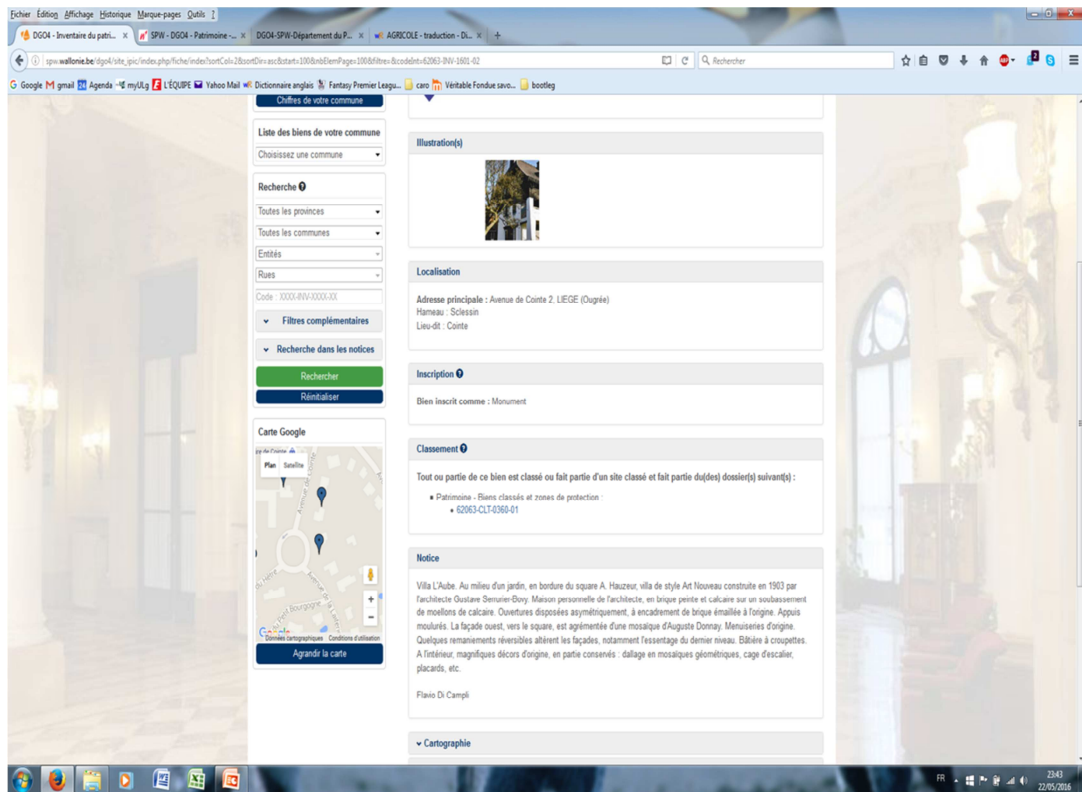 Fichier Édition Affichage Historique Marque-pages Outils ?
DGO4 - Inventaire du patri... × SPW - DGO4 - Patrimoine -... × DGO4-SPW-Département du P... × AGRICOLE - traduction - Di... × +
spw.wallonie.be/dgo4/site_ipic/index.php/fiche/index?sortCol=2&sortDir=asc&start=100&nbElemPage=100&filtre=&codeInt=62063-INV-1601-02
Rechercher
Google gmail Agenda myULg L'ÉQUIPE Yahoo Mail Dictionnaire anglais Fantasy Premier Leagu... caro Véritable Fondue savo... bootleg
Chiffres de votre commune
Liste des biens de votre commune
Choisissez une commune
Recherche
Toutes les provinces
Toutes les communes
Entités
Rues
Code : XXXX-INV-XXXX-XX
Filtres complémentaires
Recherche dans les notices
Rechercher
Réinitialiser
Carte Google
Plan Satellite
Avenue de Cointe
Bourgogne
Google
Données cartographiques Conditions d'utilisation
Agrandir la carte
Illustration(s)
Localisation
Adresse principale : Avenue de Cointe 2, LIEGE (Ougrée)
Hameau : Sclessin
Lieu-dit : Cointe
Inscription
Bien inscrit comme : Monument
Classement
Tout ou partie de ce bien est classé ou fait partie d'un site classé et fait partie du(des) dossier(s) suivant(s) :
• Patrimoine - Biens classés et zones de protection :
• 62063-CLT-0360-01
Notice
Villa L'Aube. Au milieu d'un jardin, en bordure du square A. Hauzeur, villa de style Art Nouveau construite en 1903 par
l'architecte Gustave Serrurier-Bovy. Maison personnelle de l'architecte, en brique peinte et calcaire sur un soubassement
de moellons de calcaire. Ouvertures disposées asymétriquement, à encadrement de brique émaillée à l'origine. Appuis
moulurés. La façade ouest, vers le square, est agrémentée d'une mosaïque d'Auguste Donnay. Menuiseries d'origine.
Quelques remaniements réversibles altèrent les façades, notamment l'essentage du dernier niveau. Bâtière à croupettes.
A l'intérieur, magnifiques décors d'origine, en partie conservés : dallage en mosaïques géométriques, cage d'escalier,
placards, etc.
Flavio Di Campli
Cartographie
FR
23:43
22/05/2016